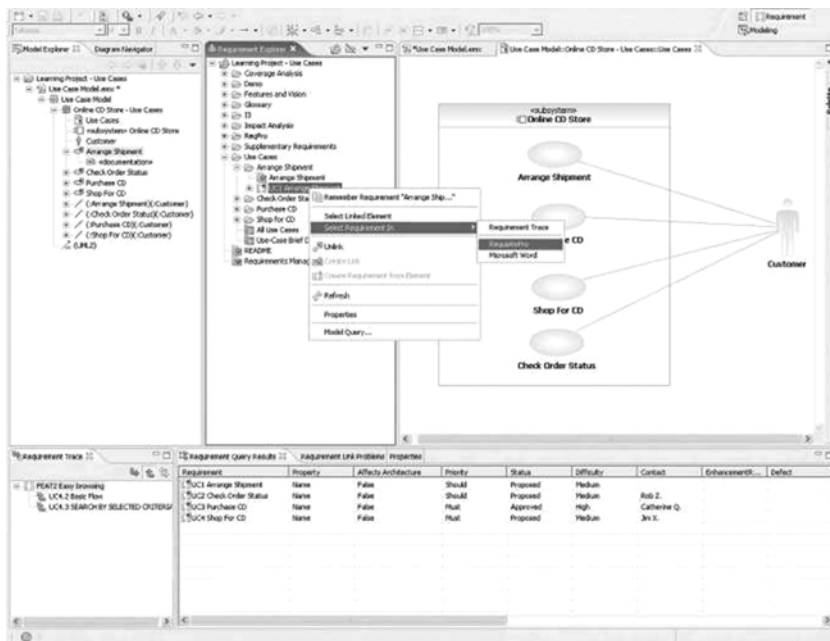 Requirement
Modeling
Model Explorer
Diagram Navigator
Learning Project - Use Cases
Use Case Model.emx *
Use Case Model
Online CD Store - Use Cases
Use Cases
«subsystem» Online CD Store
Customer
Arrange Shipment
«documentation»
Check Order Status
Purchase CD
Shop For CD
(:Arrange Shipment)(:Customer)
(:Check Order Status)(:Customer)
(:Purchase CD)(:Customer)
(:Shop For CD)(:Customer)
(UML2)
Requirement Explorer
Learning Project - Use Cases
Coverage Analysis
Demo
Features and Vision
Glossary
Impact Analysis
ReqPro
Supplementary Requirements
Use Cases
Arrange Shipment
Arrange Shipment
UC1 Arrange
Check Order Sta
Purchase CD
Shop for CD
All Use Cases
Use-Case Brief D
README
Requirements Manag
Remember Requirement "Arrange Ship..."
Select Linked Element
Select Requirement In
Unlink
Create Link
Create Requirement From Element
Refresh
Properties
Model Query...
Requirement Trace
RequisitePro
Microsoft Word
*Use Case Model.emx
Use Case Model::Online CD Store - Use Cases::Use Cases
«subsystem»
Online CD Store
Arrange Shipment
e CD
Shop For CD
Check Order Status
Customer
Requirement Trace
FEAT2 Easy browsing
UC4.2 Basic Flow
UC4.3 SEARCH BY SELECTED CRITERIA
Requirement Query Results
Requirement Link Problems
Properties
Requirement Property Affects Architecture Priority Status Difficulty Contact EnhancementR... Defect
UC1 Arrange Shipment Name False Should Proposed Medium
UC2 Check Order Status Name False Should Proposed Medium Rob Z.
UC3 Purchase CD Name False Must Approved High Catherine Q.
UC4 Shop For CD Name False Must Proposed Medium Jim X.